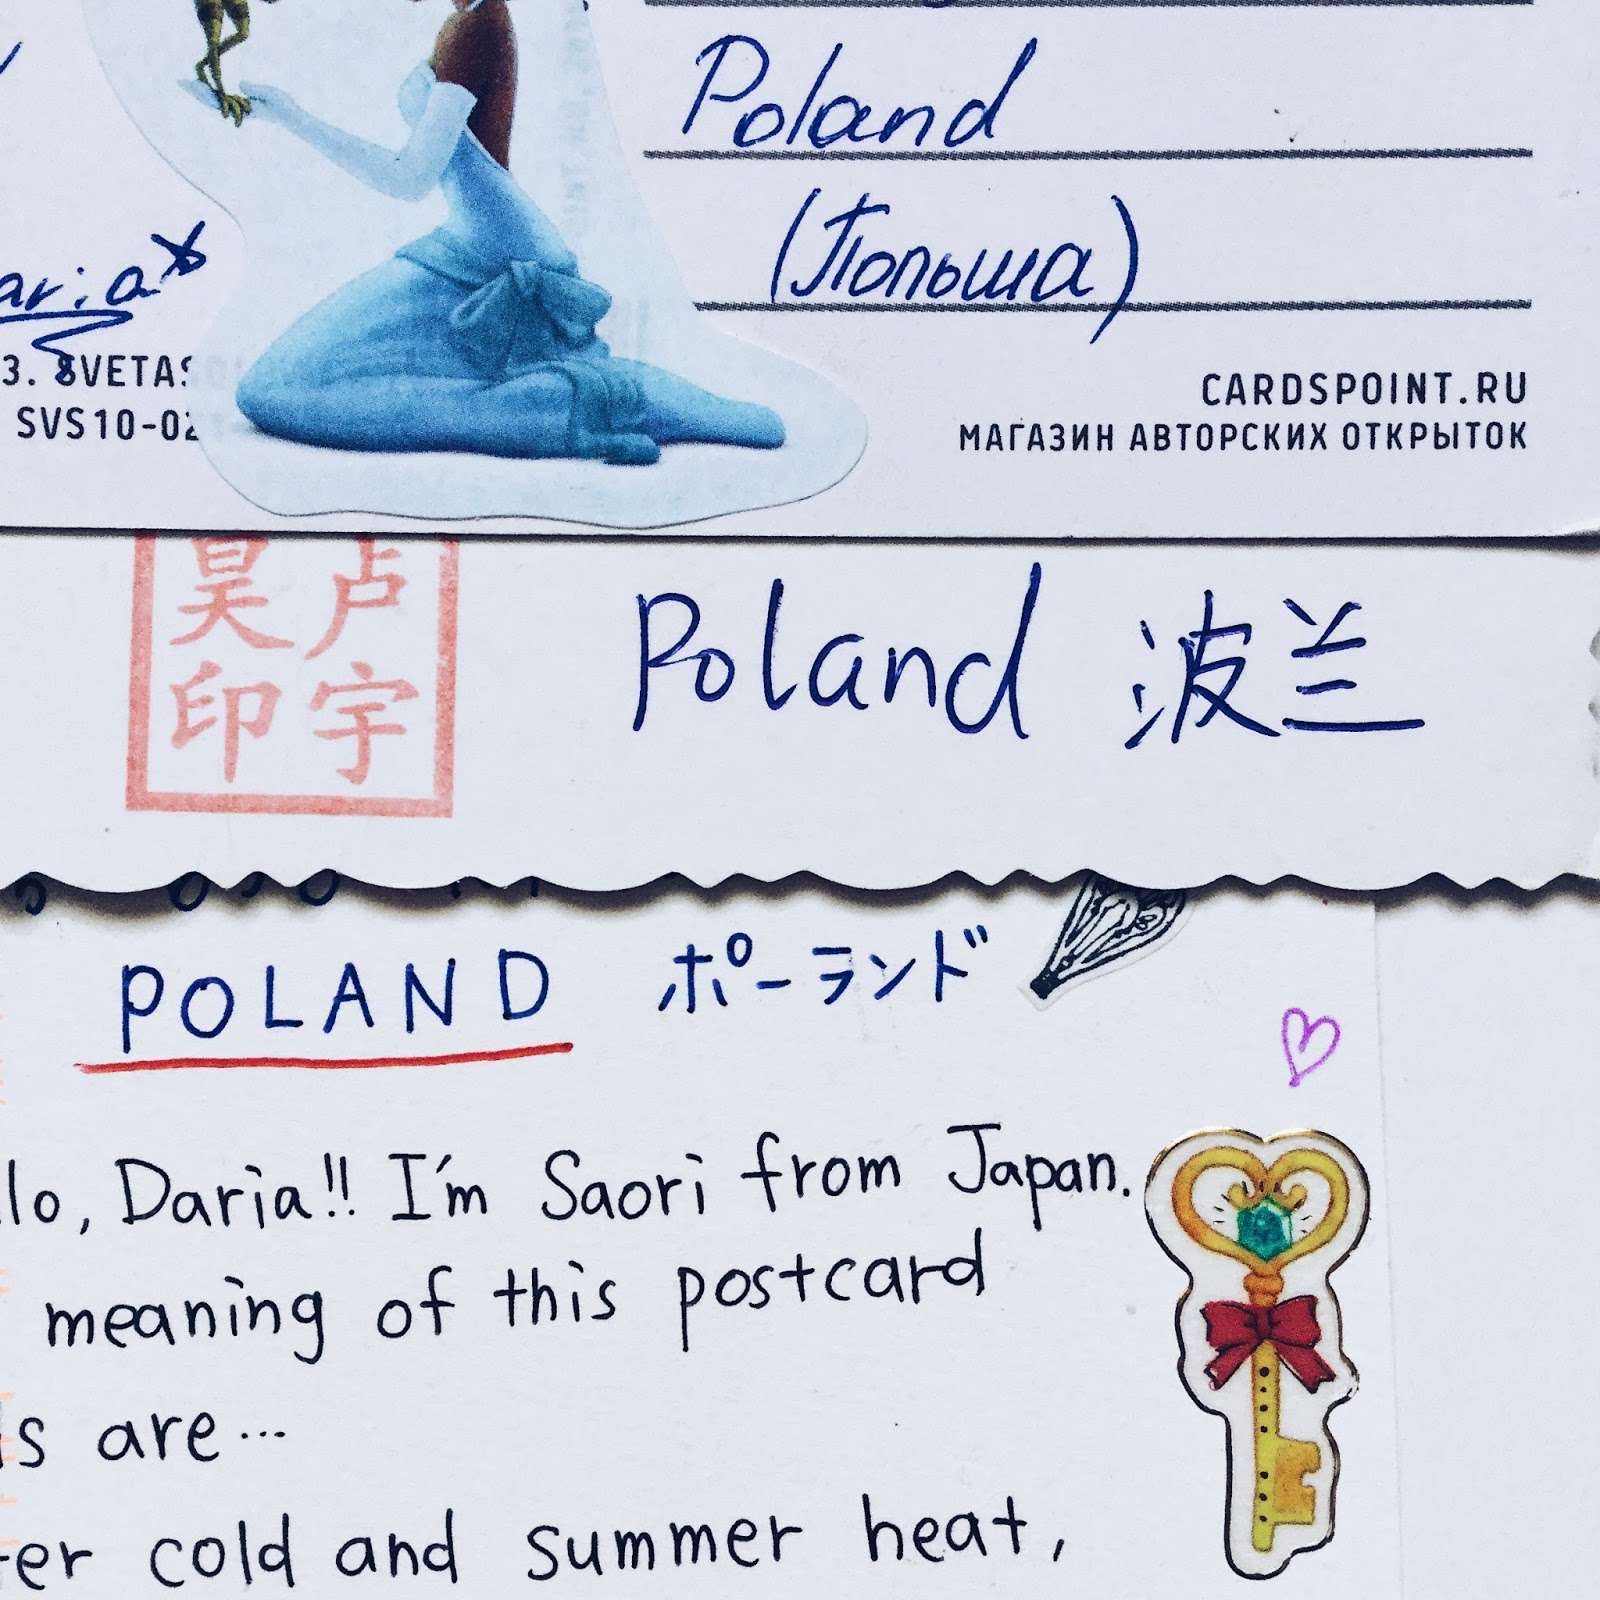 Poland
(Польша)
aria
3. SVETAS
SVS10-02
CARDSPOINT.RU
МАГАЗИН АВТОРСКИХ ОТКРЫТОК
昊 卢
印 宇
Poland 波兰
POLAND ポーランド
lo, Daria!! I'm Saori from Japan.
meaning of this postcard
s are...
er cold and summer heat,